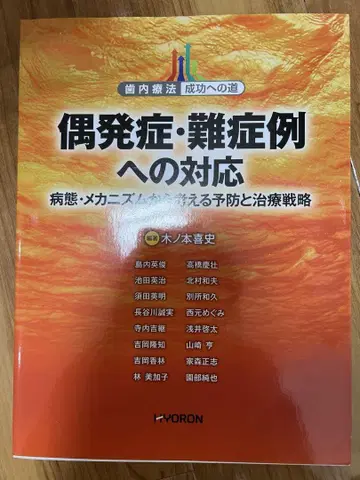 歯内療法 成功への道
偶発症・難症例
への対応
病態・メカニズムから考える予防と治療戦略
編著 木ノ本喜史
島内英俊 高橋慶壮
池田英治 北村和夫
須田英明 別所和久
長谷川誠実 西元めぐみ
寺内吉継 浅井啓太
吉岡隆知 山﨑 亨
吉岡香林 家森正志
林 美加子 園部純也
HYORON